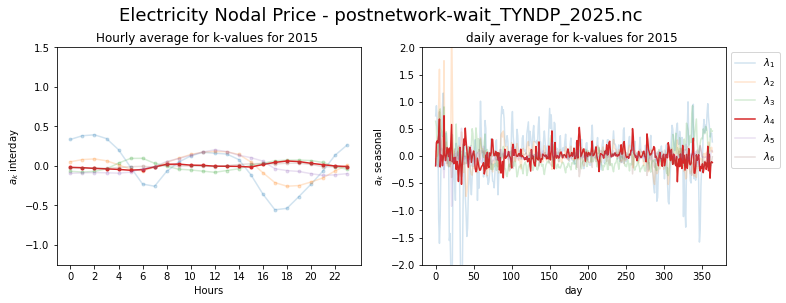 Electricity Nodal Price - postnetwork-wait_TYNDP_2025.nc
Hourly average for k-values for 2015
daily average for k-values for 2015
1.5
1.0
0.5
0.0
−0.5
−1.0
a_k interday
0 2 4 6 8 10 12 14 16 18 20 22
Hours
2.0
1.5
1.0
0.5
0.0
−0.5
−1.0
−1.5
−2.0
a_k seasonal
0 50 100 150 200 250 300 350
day
λ₁
λ₂
λ₃
λ₄
λ₅
λ₆